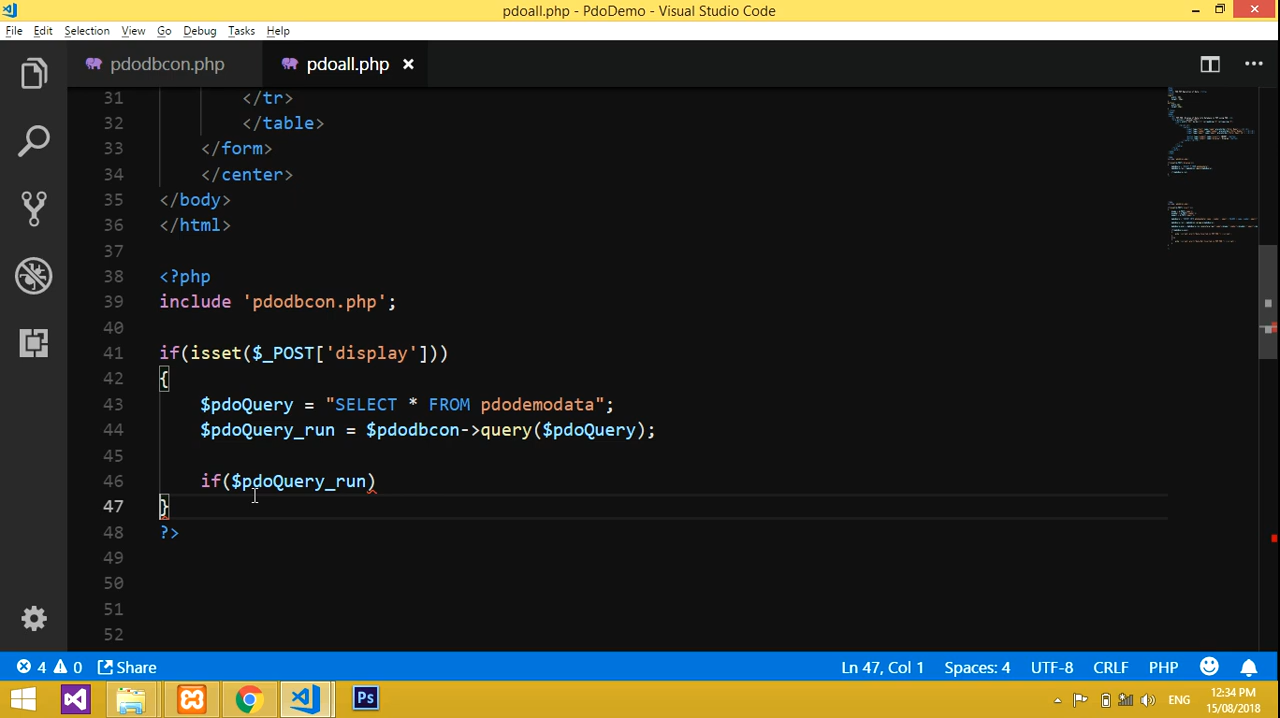 pdoall.php - PdoDemo - Visual Studio Code
File Edit Selection View Go Debug Tasks Help
pdodbcon.php pdoall.php
31 </tr>
32 </table>
33 </form>
34 </center>
35 </body>
36 </html>
37
38 <?php
39 include 'pdodbcon.php';
40
41 if(isset($_POST['display']))
42 {
43 $pdoQuery = "SELECT * FROM pdodemodata";
44 $pdoQuery_run = $pdodbcon->query($pdoQuery);
45
46 if($pdoQuery_run)
47 }
48 ?>
49
50
51
52
4 0 Share Ln 47, Col 1 Spaces: 4 UTF-8 CRLF PHP
Ps ENG 12:34 PM
15/08/2018